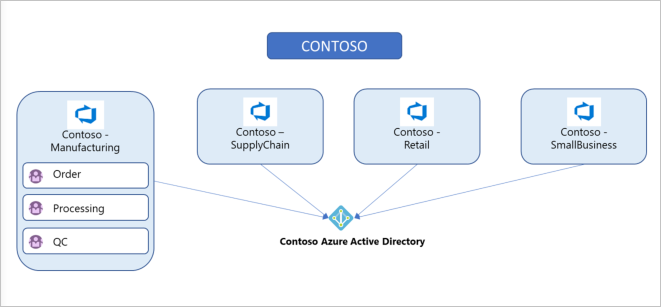 CONTOSO
Contoso -
Manufacturing
Order
Processing
QC
Contoso –
SupplyChain
Contoso -
Retail
Contoso -
SmallBusiness
Contoso Azure Active Directory